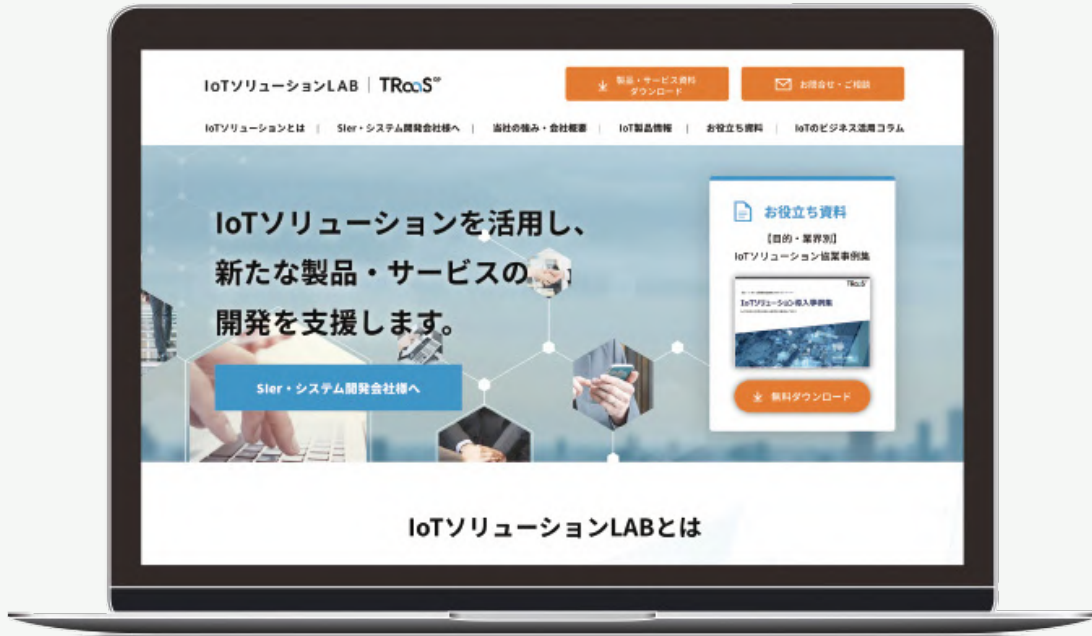 IoTソリューションLAB | TRaaS
製品・サービス資料
ダウンロード
お問合せ・ご相談
IoTソリューションとは | SIer・システム開発会社様へ | 当社の強み・会社概要 | IoT製品情報 | お役立ち資料 | IoTのビジネス活用コラム
IoTソリューションを活用し、
新たな製品・サービスの
開発を支援します。
SIer・システム開発会社様へ
お役立ち資料
【目的・業界別】
IoTソリューション協業事例集
TRaaS
IoTソリューション導入事例集
無料ダウンロード
IoTソリューションLABとは